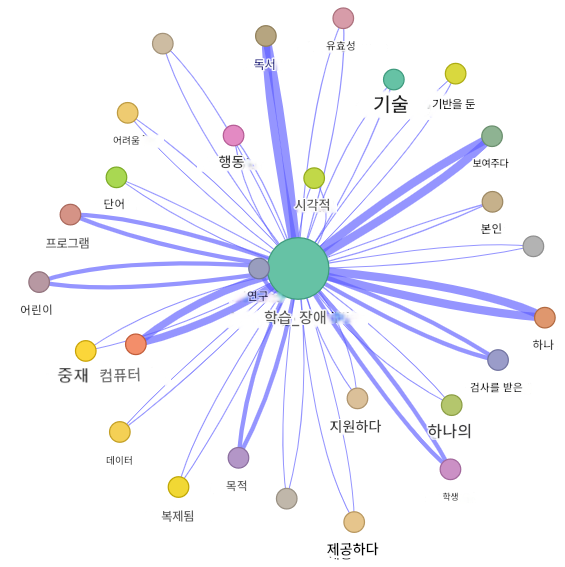 유효성
독서
기술
기반을 둔
어려움
행동
보여주다
단어
시각적
본인
프로그램
연구
어린이
학습_장애
하나
중재
컴퓨터
검사를 받은
지원하다
하나의
데이터
목적
학생
복제됨
제공하다